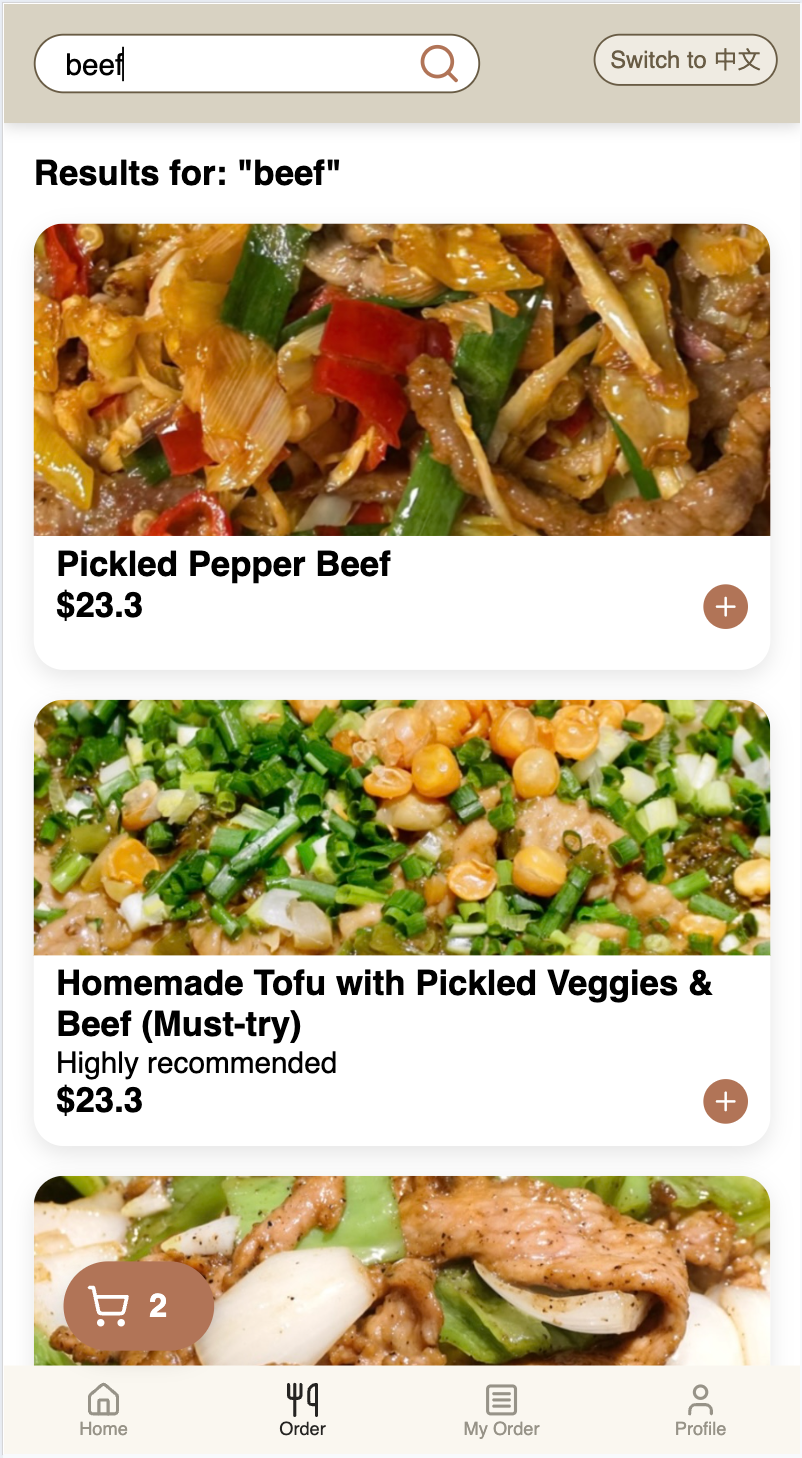 beef
Switch to 中文
Results for: "beef"
Pickled Pepper Beef
$23.3
Homemade Tofu with Pickled Veggies &
Beef (Must-try)
Highly recommended
$23.3
2
Home
Order
My Order
Profile